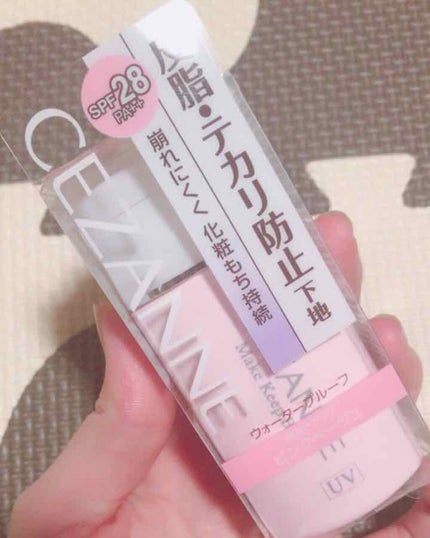 SPF28
PA++
皮脂・テカリ防止下地
崩れにくく 化粧もち持続
CEZANNE
Make Keep
ウォータープルーフ
UV